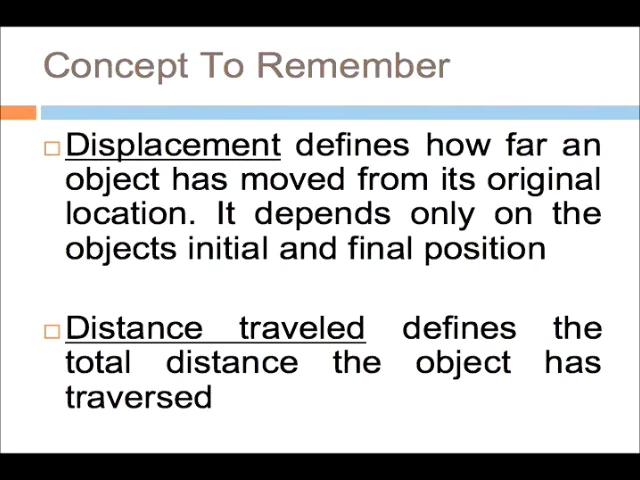 Concept To Remember
Displacement defines how far an
object has moved from its original
location. It depends only on the
objects initial and final position
Distance traveled defines the
total distance the object has
traversed